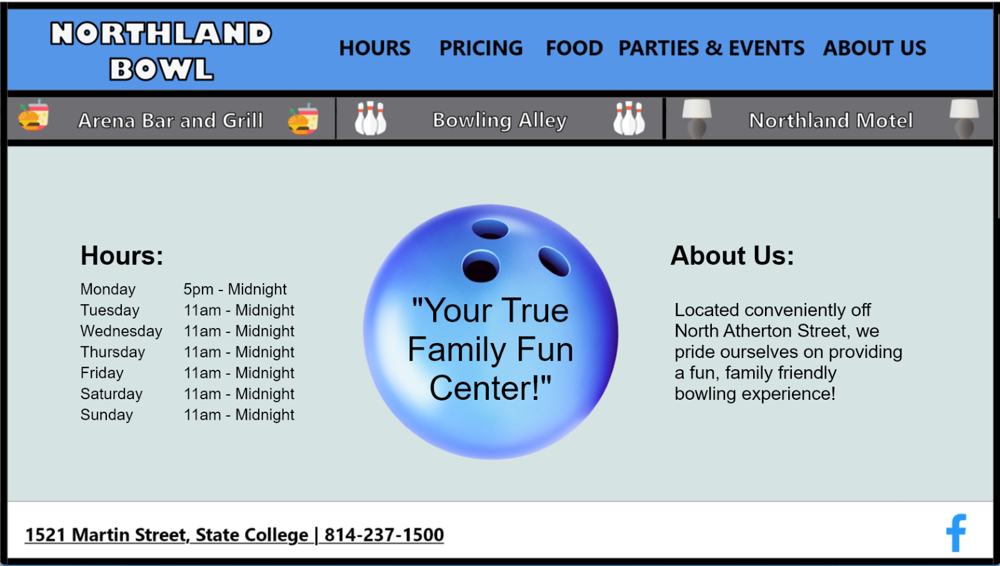 NORTHLAND
BOWL
HOURS PRICING FOOD PARTIES & EVENTS ABOUT US
Arena Bar and Grill
Bowling Alley
Northland Motel
Hours:
Monday 5pm - Midnight
Tuesday 11am - Midnight
Wednesday 11am - Midnight
Thursday 11am - Midnight
Friday 11am - Midnight
Saturday 11am - Midnight
Sunday 11am - Midnight
"Your True
Family Fun
Center!"
About Us:
Located conveniently off
North Atherton Street, we
pride ourselves on providing
a fun, family friendly
bowling experience!
1521 Martin Street, State College | 814-237-1500